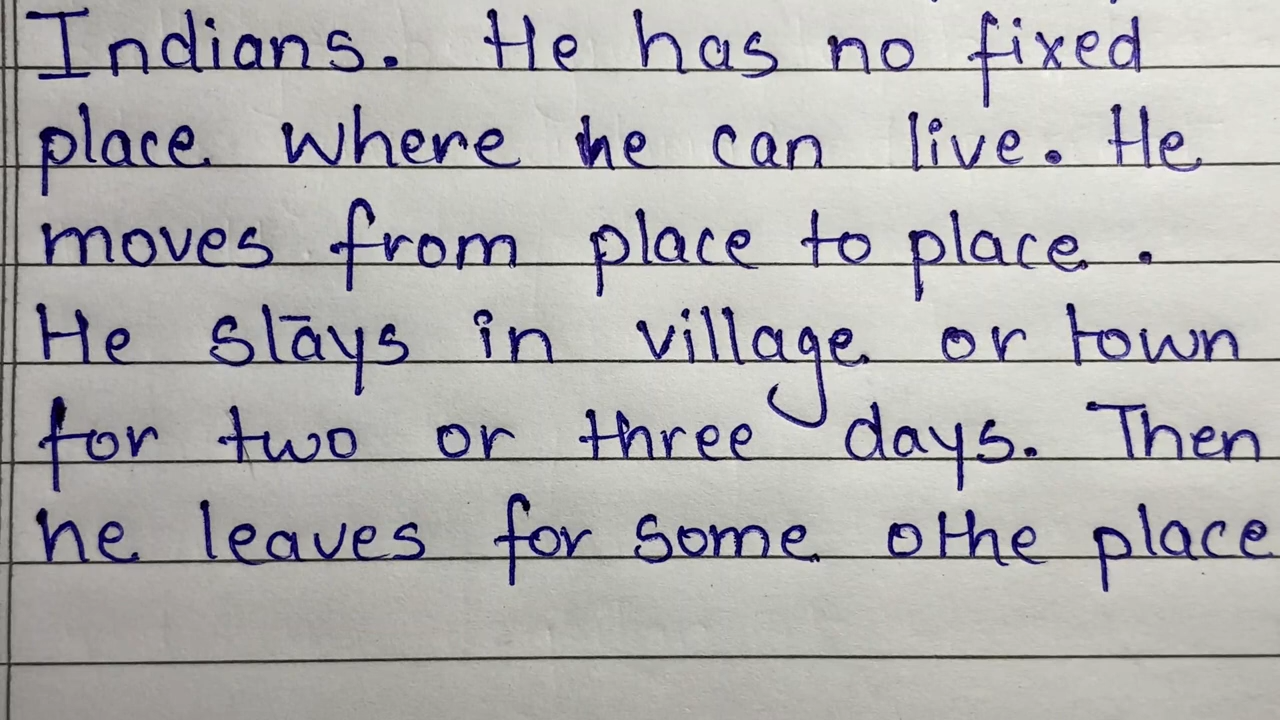 Indians. He has no fixed
place where he can live. He
moves from place to place.
He stays in village or town
for two or three days. Then
he leaves for some othe place